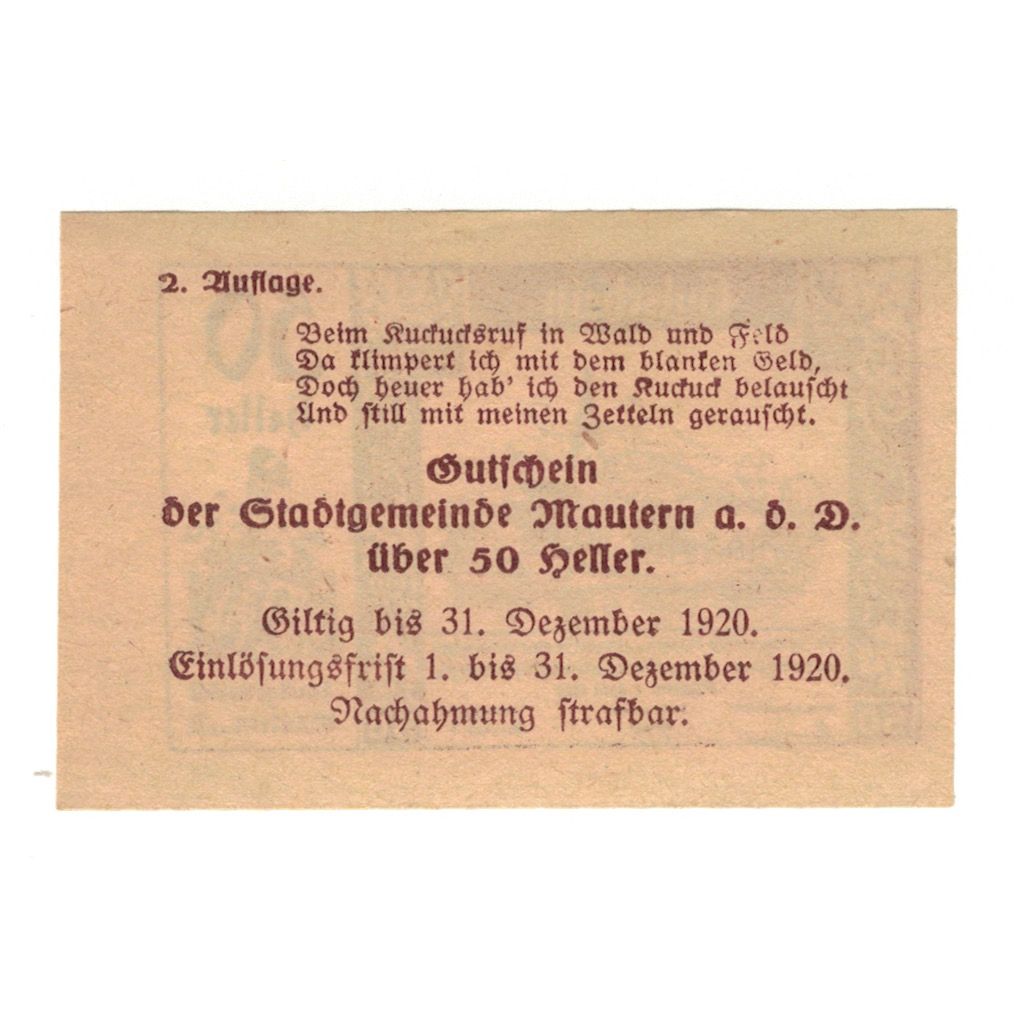 2. Auflage.
Beim Kuckucksruf in Wald und Feld
Da klimpert ich mit dem blanken Geld,
Doch heuer hab' ich den Kuckuck belauscht
Und still mit meinen Zetteln gerauscht.
Gutschein
der Stadtgemeinde Mautern a. d. D.
über 50 Heller.
Giltig bis 31. Dezember 1920.
Einlösungsfrist 1. bis 31. Dezember 1920.
Nachahmung strafbar.